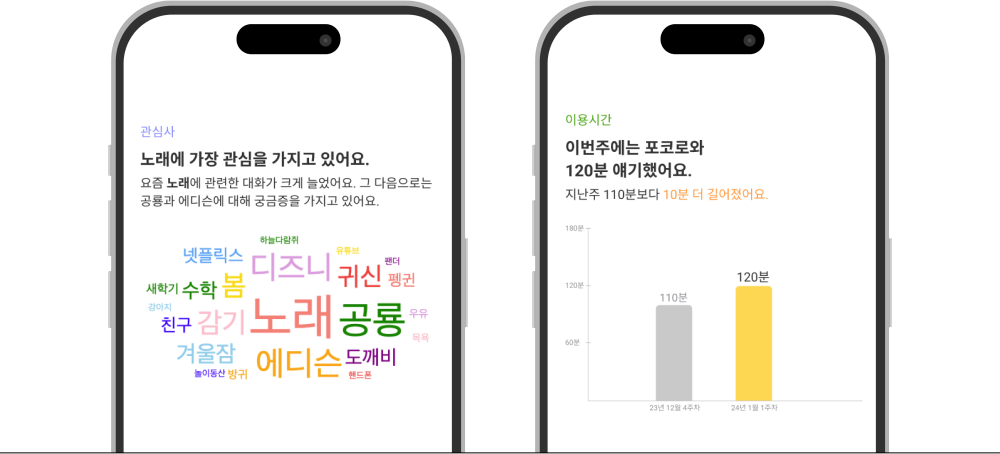 관심사
노래에 가장 관심을 가지고 있어요.
요즘 노래에 관련한 대화가 크게 늘었어요. 그 다음으로는
공룡과 에디슨에 대해 궁금증을 가지고 있어요.
하늘다람쥐
넷플릭스
디즈니
유튜브
팬더
귀신
펭귄
새학기
수학
봄
강아지
친구
감기
노래
공룡
우유
목욕
겨울잠
에디슨
도깨비
놀이동산
방귀
핸드폰
이용시간
이번주에는 포코로와
120분 얘기했어요.
지난주 110분보다 10분 더 길어졌어요.
180분
120분
60분
110분
120분
23년 12월 4주차
24년 1월 1주차